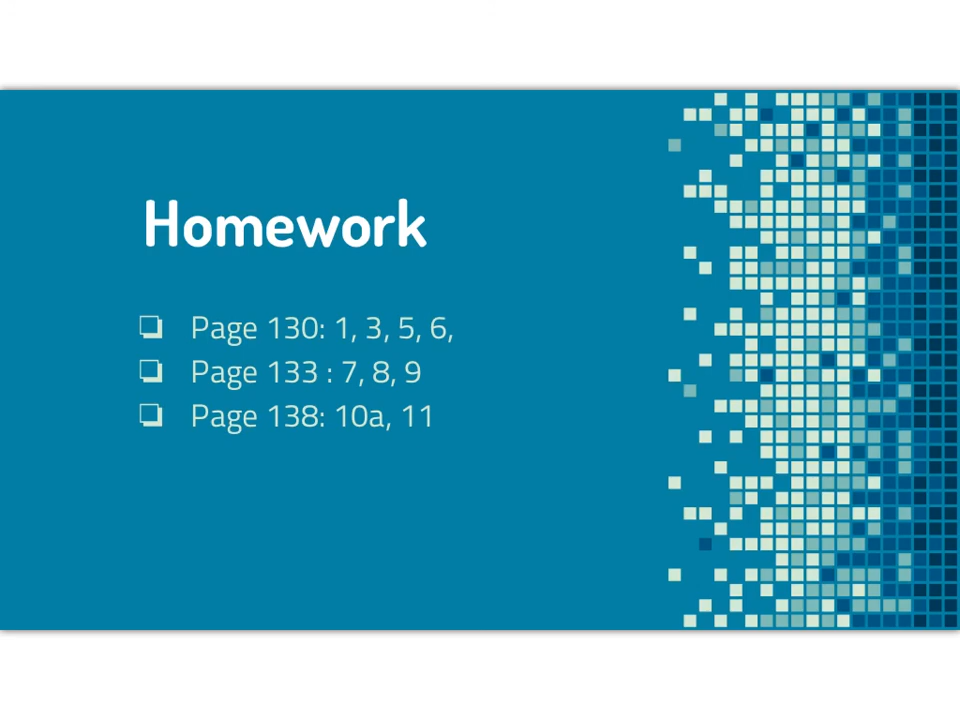 Homework
❏ Page 130: 1, 3, 5, 6,
❏ Page 133 : 7, 8, 9
❏ Page 138: 10a, 11